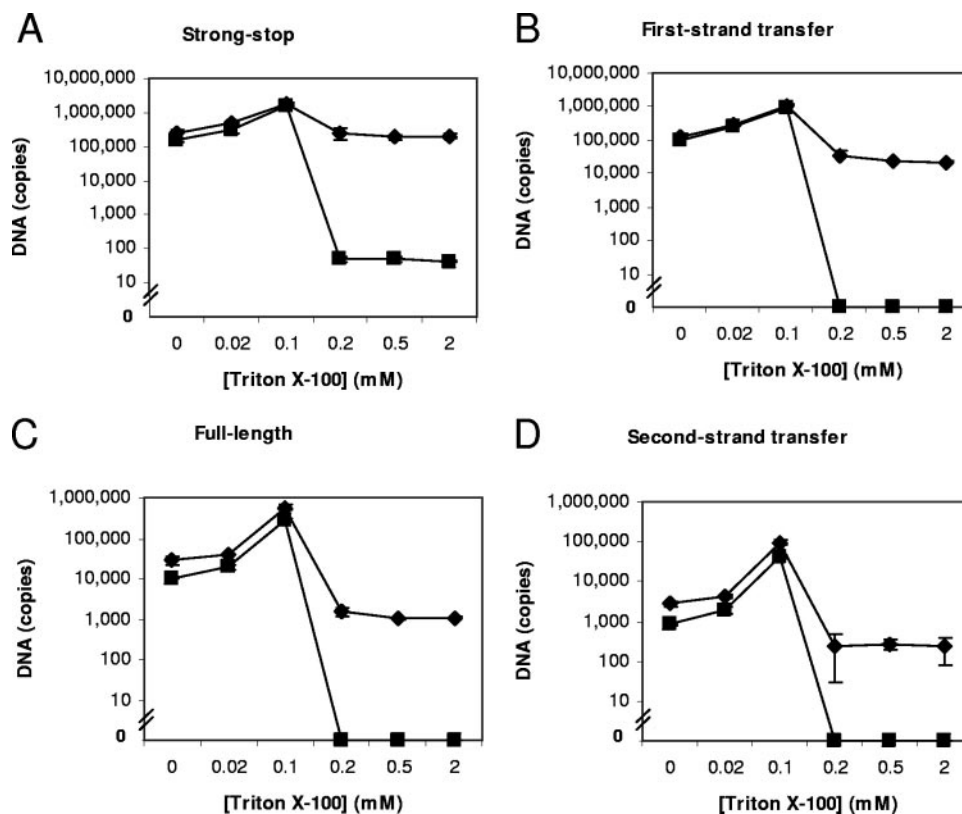 A
Strong-stop
10,000,000
1,000,000
100,000
10,000
1,000
100
10
0
DNA (copies)
0 0.02 0.1 0.2 0.5 2
[Triton X-100] (mM)
B
First-strand transfer
10,000,000
1,000,000
100,000
10,000
1,000
100
10
0
DNA (copies)
0 0.02 0.1 0.2 0.5 2
[Triton X-100] (mM)
C
Full-length
1,000,000
100,000
10,000
1,000
100
10
0
DNA (copies)
0 0.02 0.1 0.2 0.5 2
[Triton X-100] (mM)
D
Second-strand transfer
1,000,000
100,000
10,000
1,000
100
10
0
DNA (copies)
0 0.02 0.1 0.2 0.5 2
[Triton X-100] (mM)